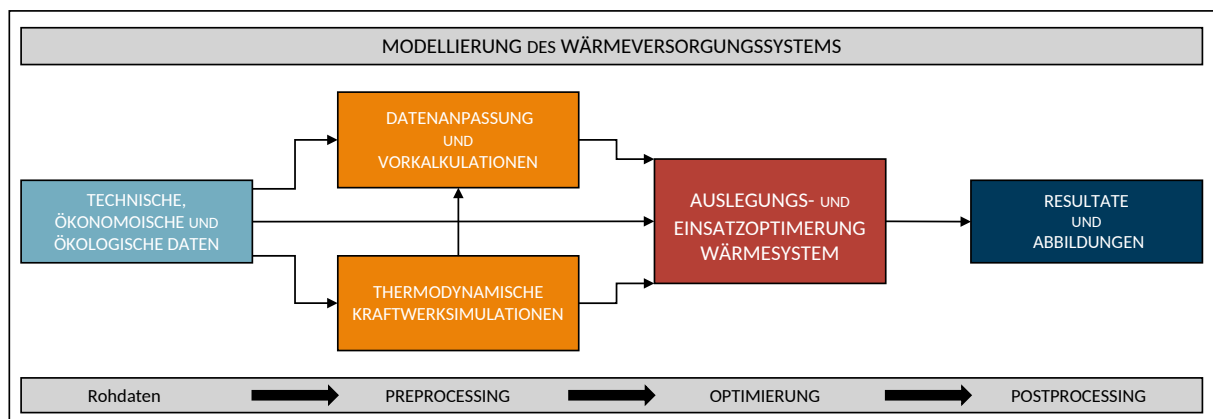 MODELLIERUNG DES WÄRMEVERSORGUNGSSYSTEMS
DATENANPASSUNG
UND
VORKALKULATIONEN
TECHNISCHE,
ÖKONOMOISCHE UND
ÖKOLOGISCHE DATEN
AUSLEGUNGS- UND
EINSATZOPTIMERUNG
WÄRMESYSTEM
RESULTATE
UND
ABBILDUNGEN
THERMODYNAMISCHE
KRAFTWERKSIMULATIONEN
Rohdaten PREPROCESSING OPTIMIERUNG POSTPROCESSING